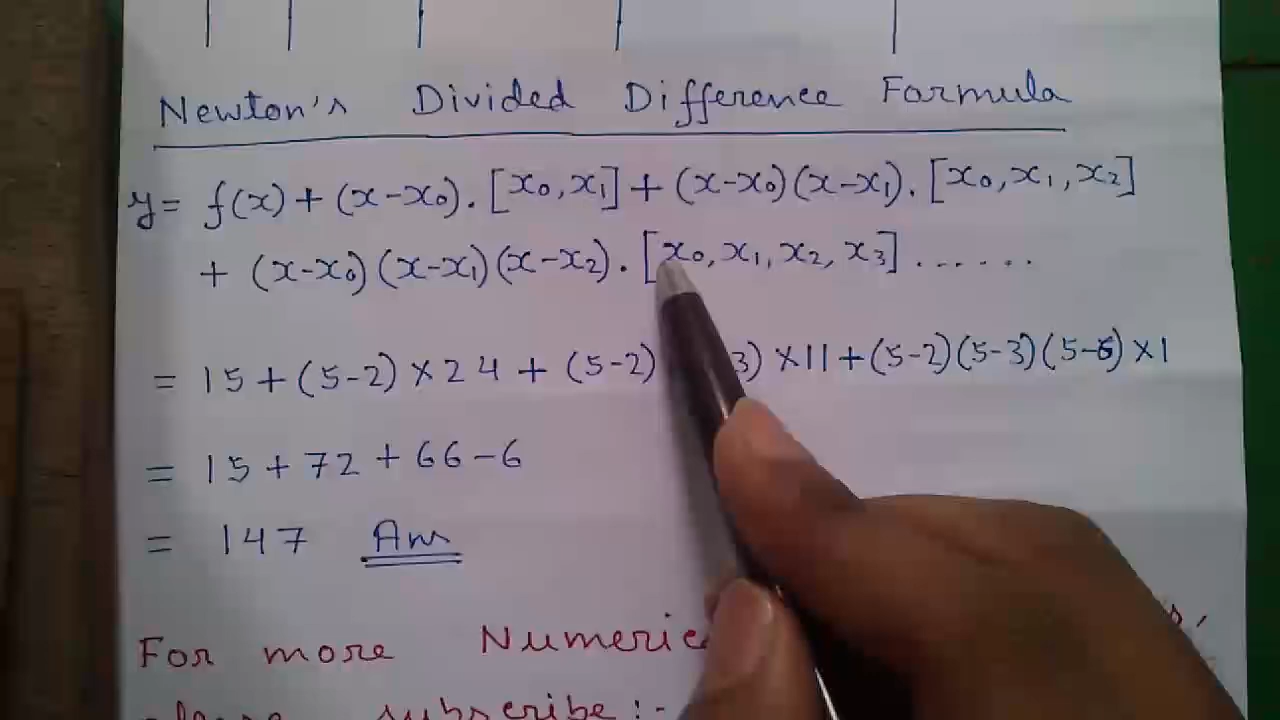 Newton's Divided Difference Formula
y = f(x) + (x-x₀). [x₀, x₁] + (x-x₀)(x-x₁). [x₀, x₁, x₂]
+ (x-x₀)(x-x₁)(x-x₂). [x₀, x₁, x₂, x₃] ......
= 15 + (5-2) × 24 + (5-2) 3) × 11 + (5-2)(5-3)(5-6) × 1
= 15 + 72 + 66 - 6
= 147 Ans
For more
subscribe :-